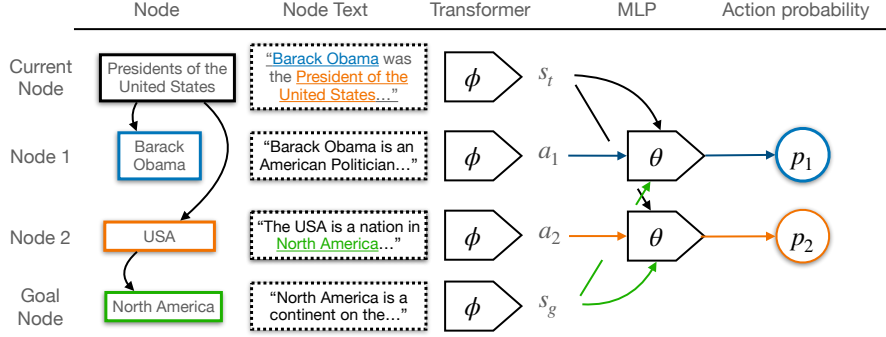 Node Node Text Transformer MLP Action probability
Current
Node
Presidents of the
United States
“Barack Obama was
the President of the
United States…”
ϕ
s_t
Node 1
Barack
Obama
“Barack Obama is an
American Politician…”
ϕ
a_1
θ
p_1
Node 2
USA
“The USA is a nation in
North America…”
ϕ
a_2
θ
p_2
Goal
Node
North America
“North America is a
continent on the…”
ϕ
s_g